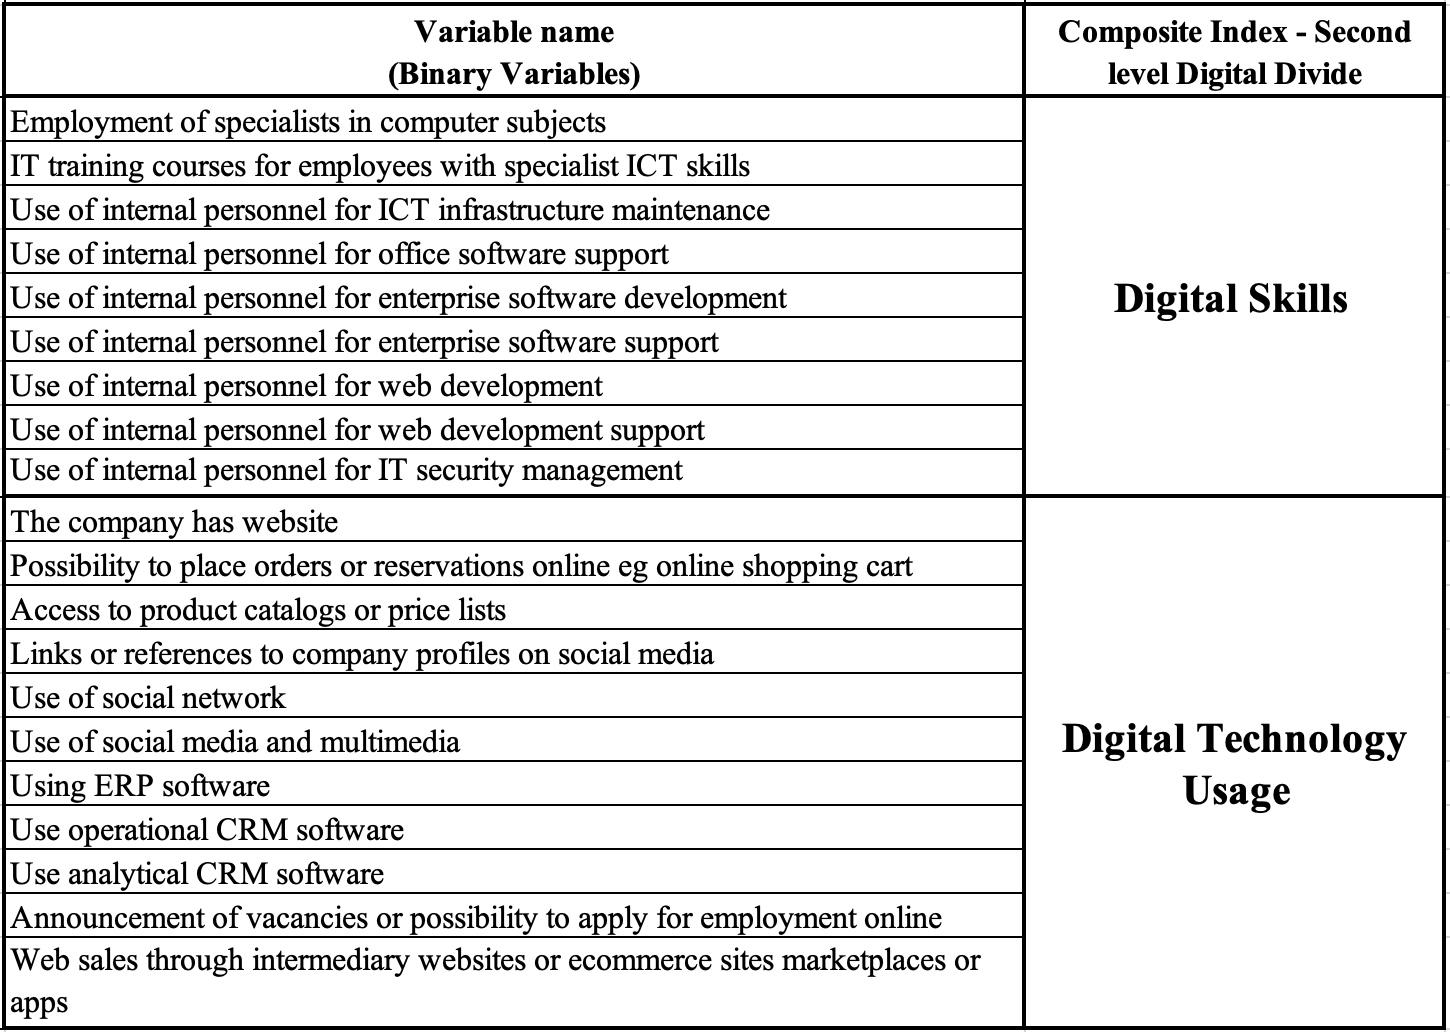 Variable name
(Binary Variables)
Composite Index - Second
level Digital Divide
Employment of specialists in computer subjects
IT training courses for employees with specialist ICT skills
Use of internal personnel for ICT infrastructure maintenance
Use of internal personnel for office software support
Use of internal personnel for enterprise software development
Use of internal personnel for enterprise software support
Use of internal personnel for web development
Use of internal personnel for web development support
Use of internal personnel for IT security management
Digital Skills
The company has website
Possibility to place orders or reservations online eg online shopping cart
Access to product catalogs or price lists
Links or references to company profiles on social media
Use of social network
Use of social media and multimedia
Using ERP software
Use operational CRM software
Use analytical CRM software
Announcement of vacancies or possibility to apply for employment online
Web sales through intermediary websites or ecommerce sites marketplaces or
apps
Digital Technology
Usage